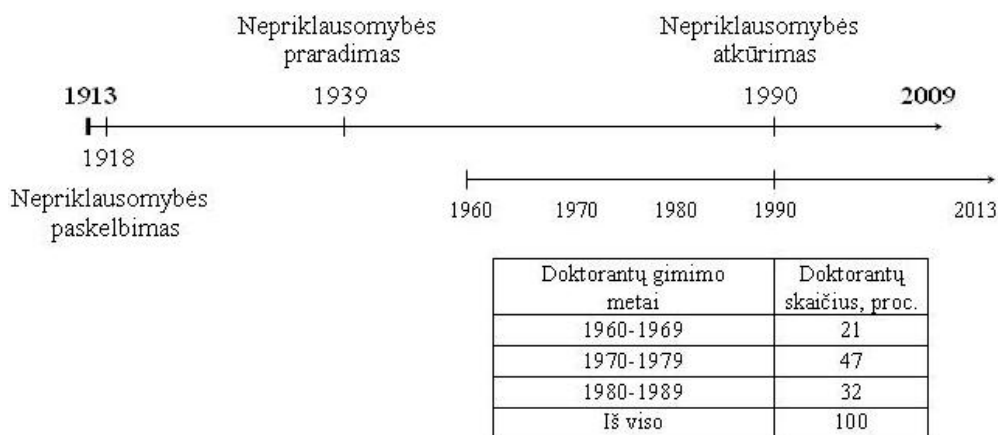 Nepriklausomybės
praradimas
Nepriklausomybės
atkūrimas
1913
1939
1990
2009
1918
Nepriklausomybės
paskelbimas
1960
1970
1980
1990
2013
Doktorantų gimimo
metai
Doktorantų
skaičius, proc.
1960-1969 21
1970-1979 47
1980-1989 32
Iš viso 100